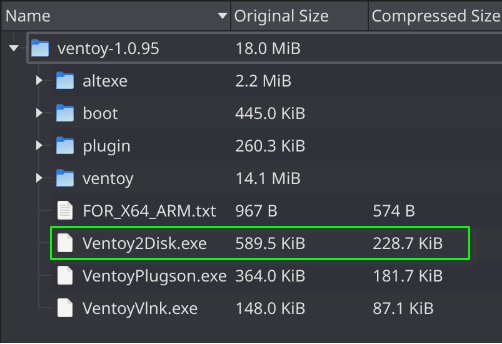 Name Original Size Compressed Size
ventoy-1.0.95 18.0 MiB
altexe 2.2 MiB
boot 445.0 KiB
plugin 260.3 KiB
ventoy 14.1 MiB
FOR_X64_ARM.txt 967 B 574 B
Ventoy2Disk.exe 589.5 KiB 228.7 KiB
VentoyPlugson.exe 364.0 KiB 181.7 KiB
VentoyVlnk.exe 148.0 KiB 87.1 KiB